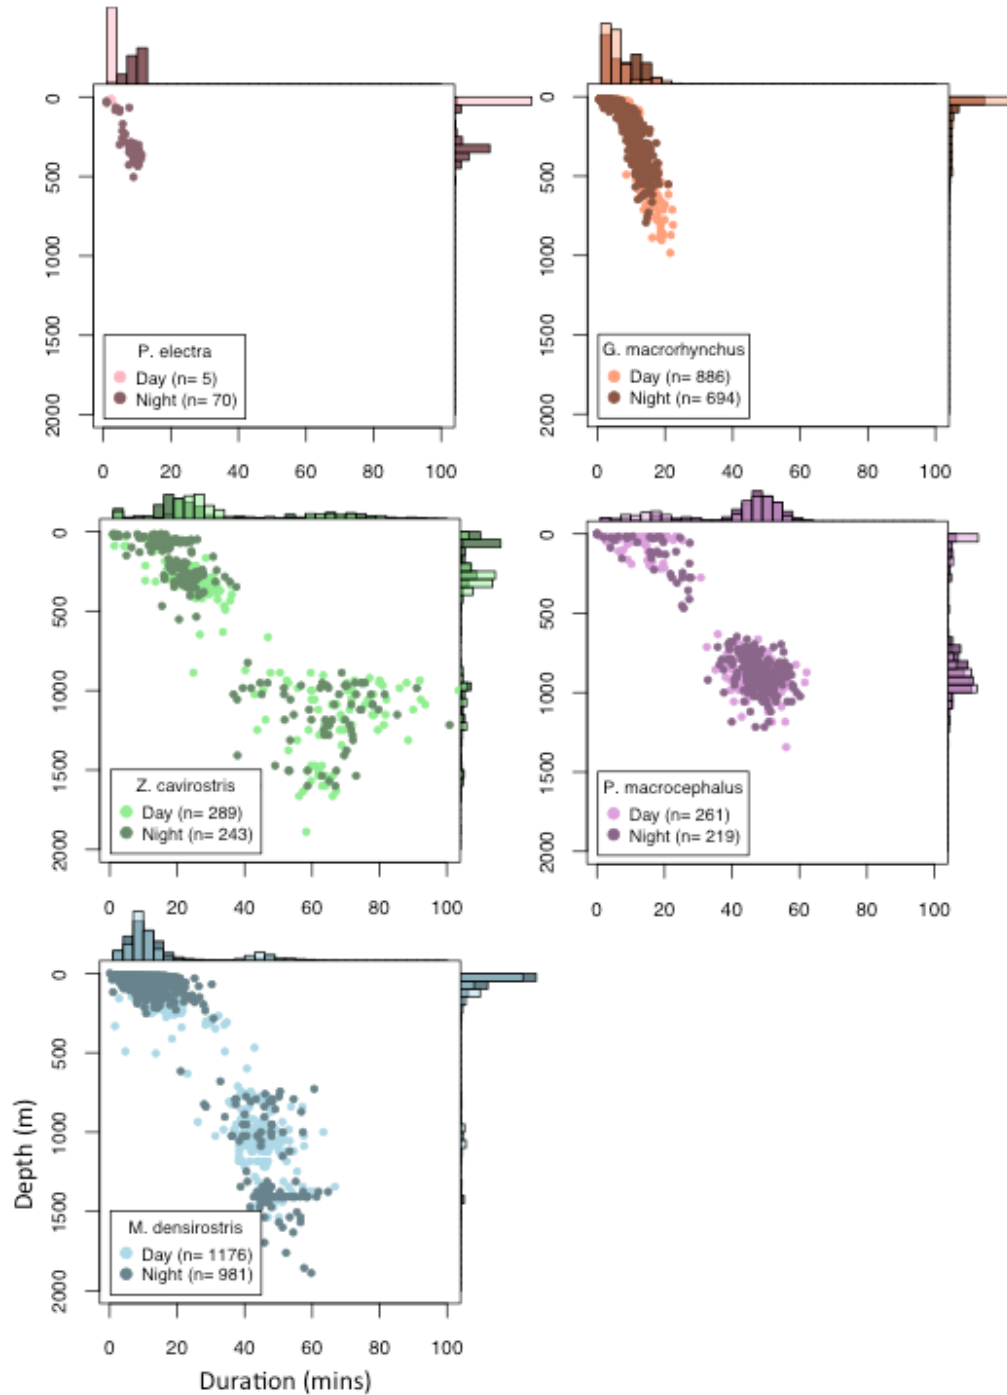 0
500
1000
1500
2000
P. electra
Day (n= 5)
Night (n= 70)
0 20 40 60 80 100
0
500
1000
1500
2000
G. macrorhynchus
Day (n= 886)
Night (n= 694)
0 20 40 60 80 100
0
500
1000
1500
2000
Z. cavirostris
Day (n= 289)
Night (n= 243)
0 20 40 60 80 100
0
500
1000
1500
2000
P. macrocephalus
Day (n= 261)
Night (n= 219)
0 20 40 60 80 100
Depth (m)
0
500
1000
1500
2000
M. densirostris
Day (n= 1176)
Night (n= 981)
0 20 40 60 80 100
Duration (mins)